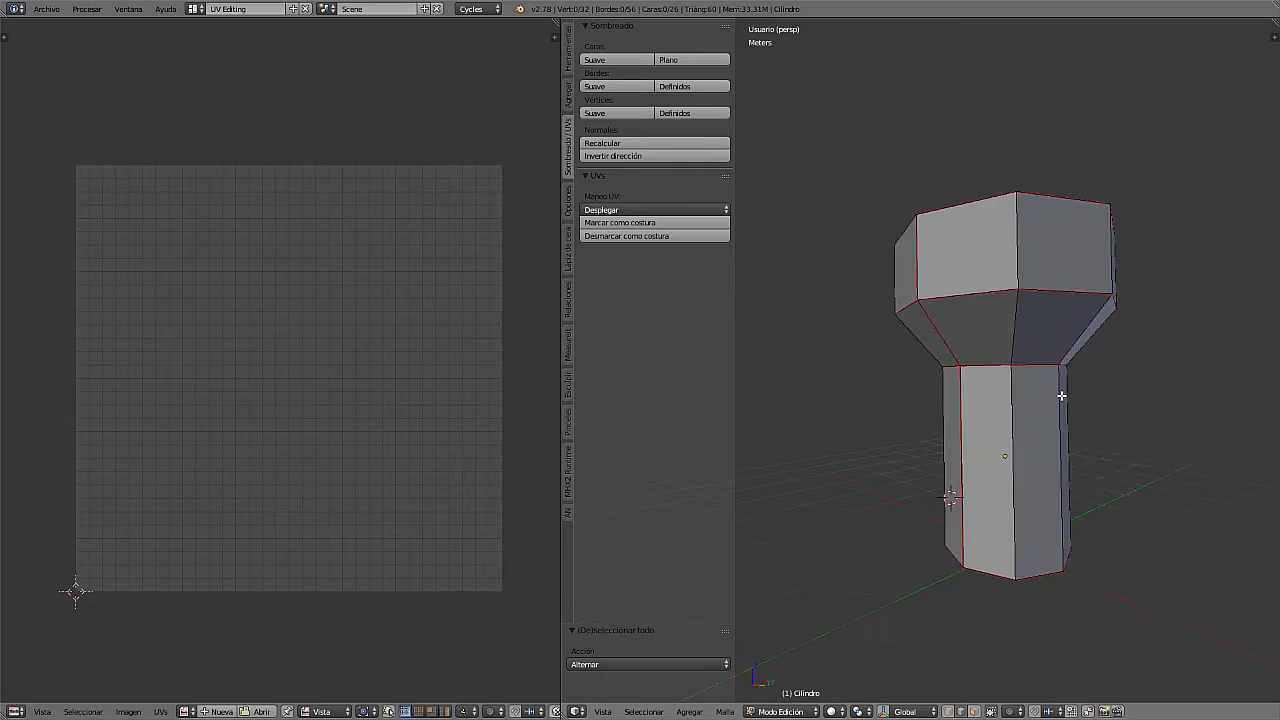 Archivo Procesar Ventana Ayuda UV Editing Scene Cycles v2.78 | Vért:0/32 | Bordes:0/56 | Caras:0/26 | Triáng:60 | Mem:33.31M | Cilindro
Herramientas
Agregar
Sombreado / UVs
Opciones
Lápiz de cera
Relaciones
Measureit
Esculpir
Pinceles
MHX2 Runtime
AN
Sombreado
Caras:
Suave Plano
Bordes:
Suave Definidos
Vértices:
Suave Definidos
Normales:
Recalcular
Invertir dirección
UVs
Mapeo UV:
Desplegar
Marcar como costura
Desmarcar como costura
(De)seleccionar todo
Acción
Alternar
Usuario (persp)
Meters
(1) Cilindro
Vista Seleccionar Imagen UVs Nueva Abrir Vista
Vista Seleccionar Agregar Malla Modo Edición Global